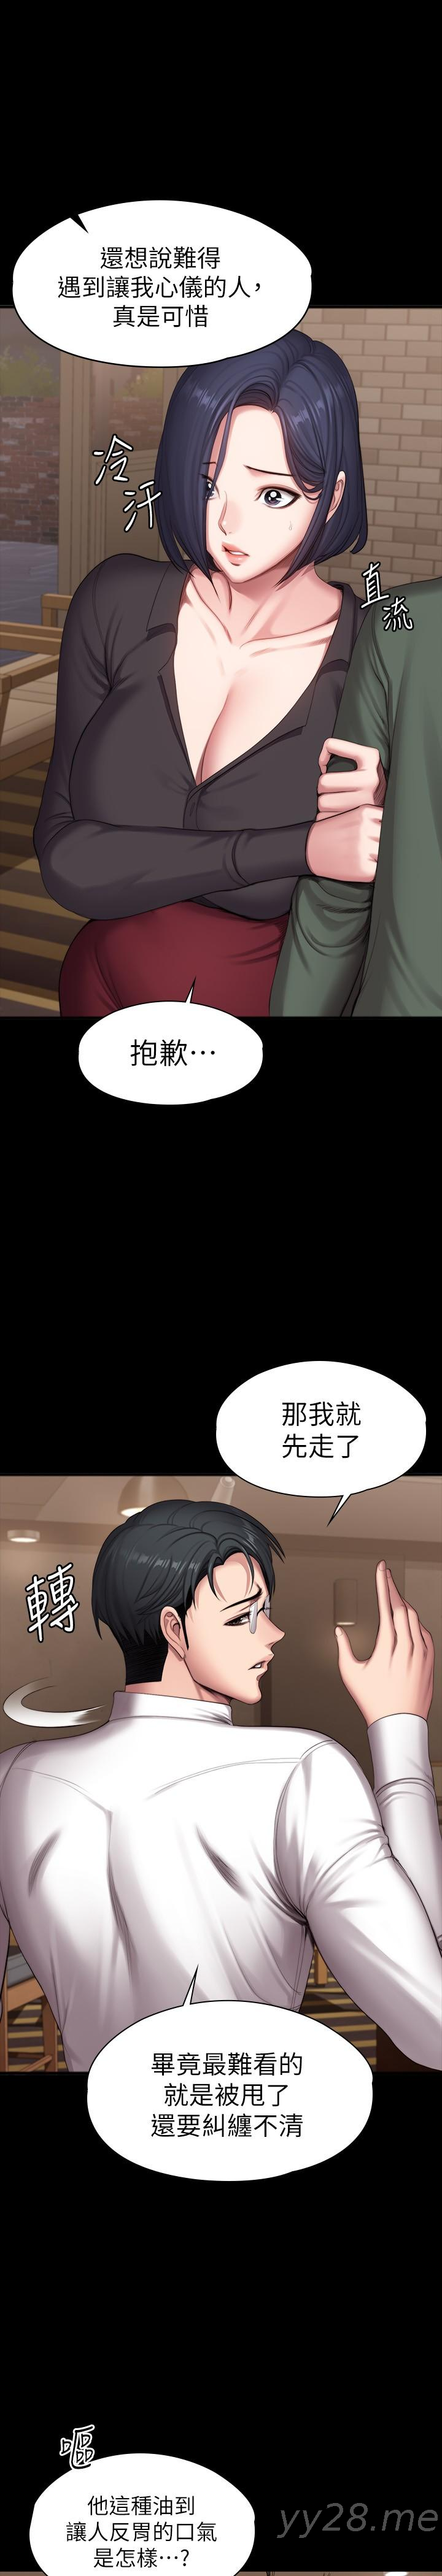 還想說難得
遇到讓我心儀的人，
真是可惜
冷汗
直流
抱歉⋯
那我就
先走了
轉
畢竟最難看的
就是被甩了
還要糾纏不清
嘔
他這種油到
讓人反胃的口氣
是怎樣⋯?
yy28.me